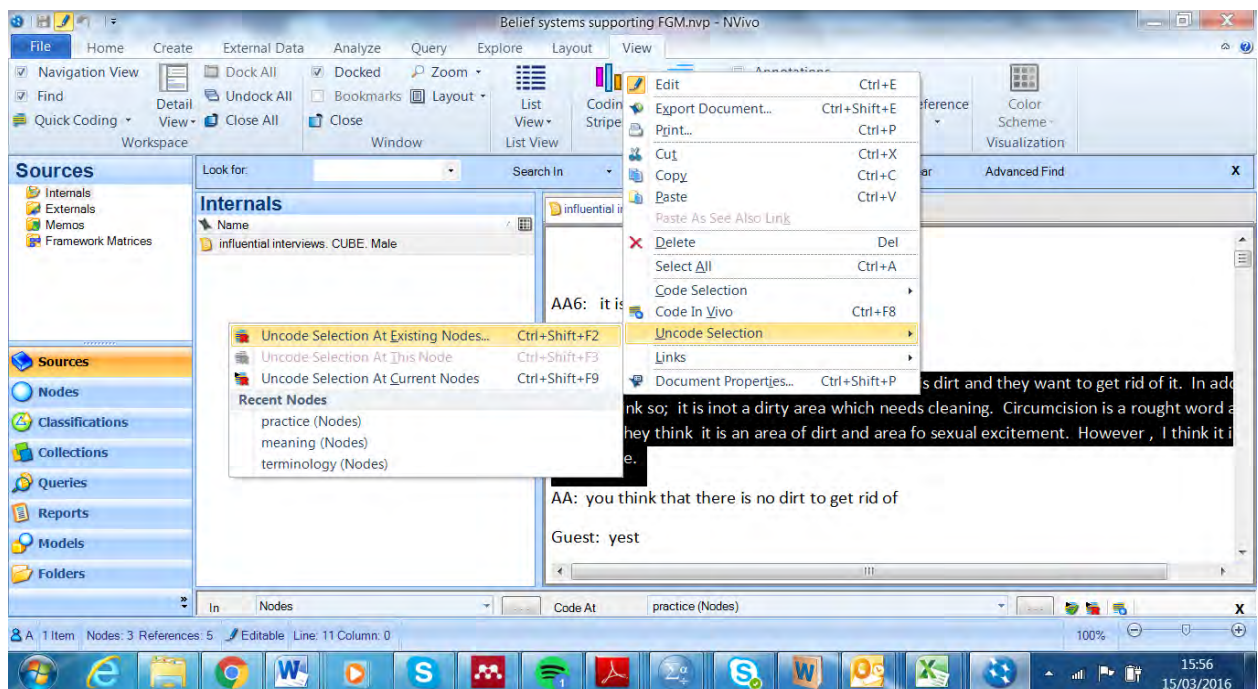 Belief systems supporting FGM.nvp - NVivo
File Home Create External Data Analyze Query Explore Layout View
Navigation View
Find
Quick Coding
Detail View
Workspace
Dock All
Undock All
Close All
Docked
Bookmarks
Close
Zoom
Layout
Window
List View
List View
Coding Stripe
Annotations
Color Scheme
Visualization
Sources
Internals
Externals
Memos
Framework Matrices
Look for:
Search In
Advanced Find
X
Internals
Name
influential interviews. CUBE. Male
influential
Edit Ctrl+E
Export Document... Ctrl+Shift+E
Print... Ctrl+P
Cut Ctrl+X
Copy Ctrl+C
Paste Ctrl+V
Paste As See Also Link
Delete Del
Select All Ctrl+A
Code Selection
Code In Vivo Ctrl+F8
Uncode Selection
Links
Document Properties... Ctrl+Shift+P
Uncode Selection At Existing Nodes... Ctrl+Shift+F2
Uncode Selection At This Node Ctrl+Shift+F3
Uncode Selection At Current Nodes Ctrl+Shift+F9
Recent Nodes
practice (Nodes)
meaning (Nodes)
terminology (Nodes)
AA6: it is
is dirt and they want to get rid of it. In
nk so; it is inot a dirty area which needs cleaning. Circumcision is a rought word
hey think it is an area of dirt and area fo sexual excitement. However , I think it
e.
AA: you think that there is no dirt to get rid of
Guest: yest
Sources
Nodes
Classifications
Collections
Queries
Reports
Models
Folders
In Nodes Code At practice (Nodes) X
A 1 Item Nodes: 3 References: 5 Editable Line: 11 Column: 0 100%
15:56
15/03/2016